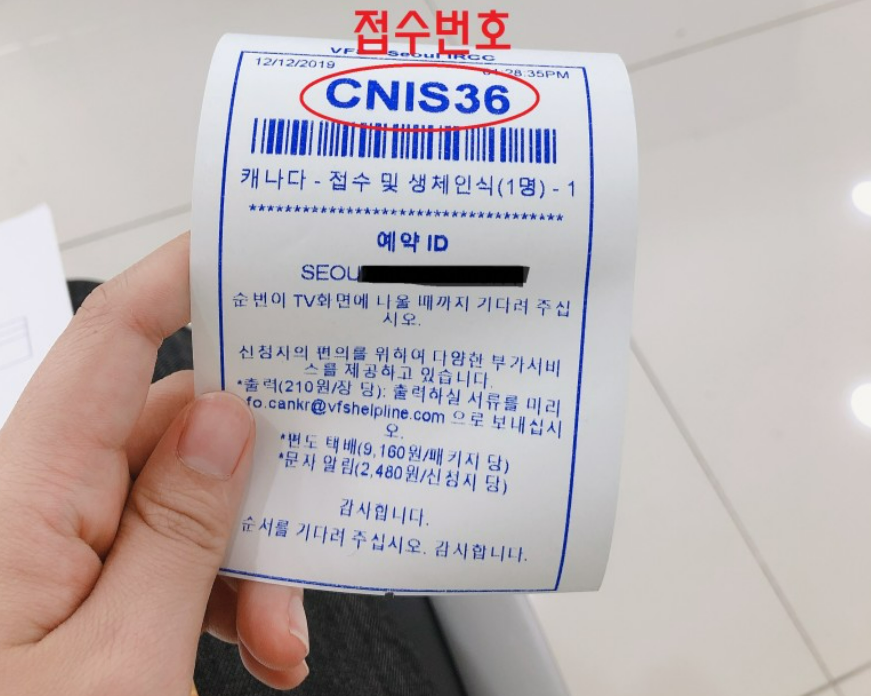 접수번호
Seoul IRCC
12/12/2019 28:35PM
CNIS36
캐나다 - 접수 및 생체인식(1명) - 1
************************************
예약 ID
SEOU
순번이 TV화면에 나올 때까지 기다려 주십
시오.
신청자의 편의를 위하여 다양한 부가서비
스를 제공하고 있습니다.
*출력(210원/장 당): 출력하실 서류를 미리
fo.cankr@vfshelpline.com 으로 보내십시
오.
*편도 택배(9,160원/패키지 당)
*문자 알림(2,480원/신청지 당)
감사합니다.
순서를 기다려 주십시오. 감사합니다.